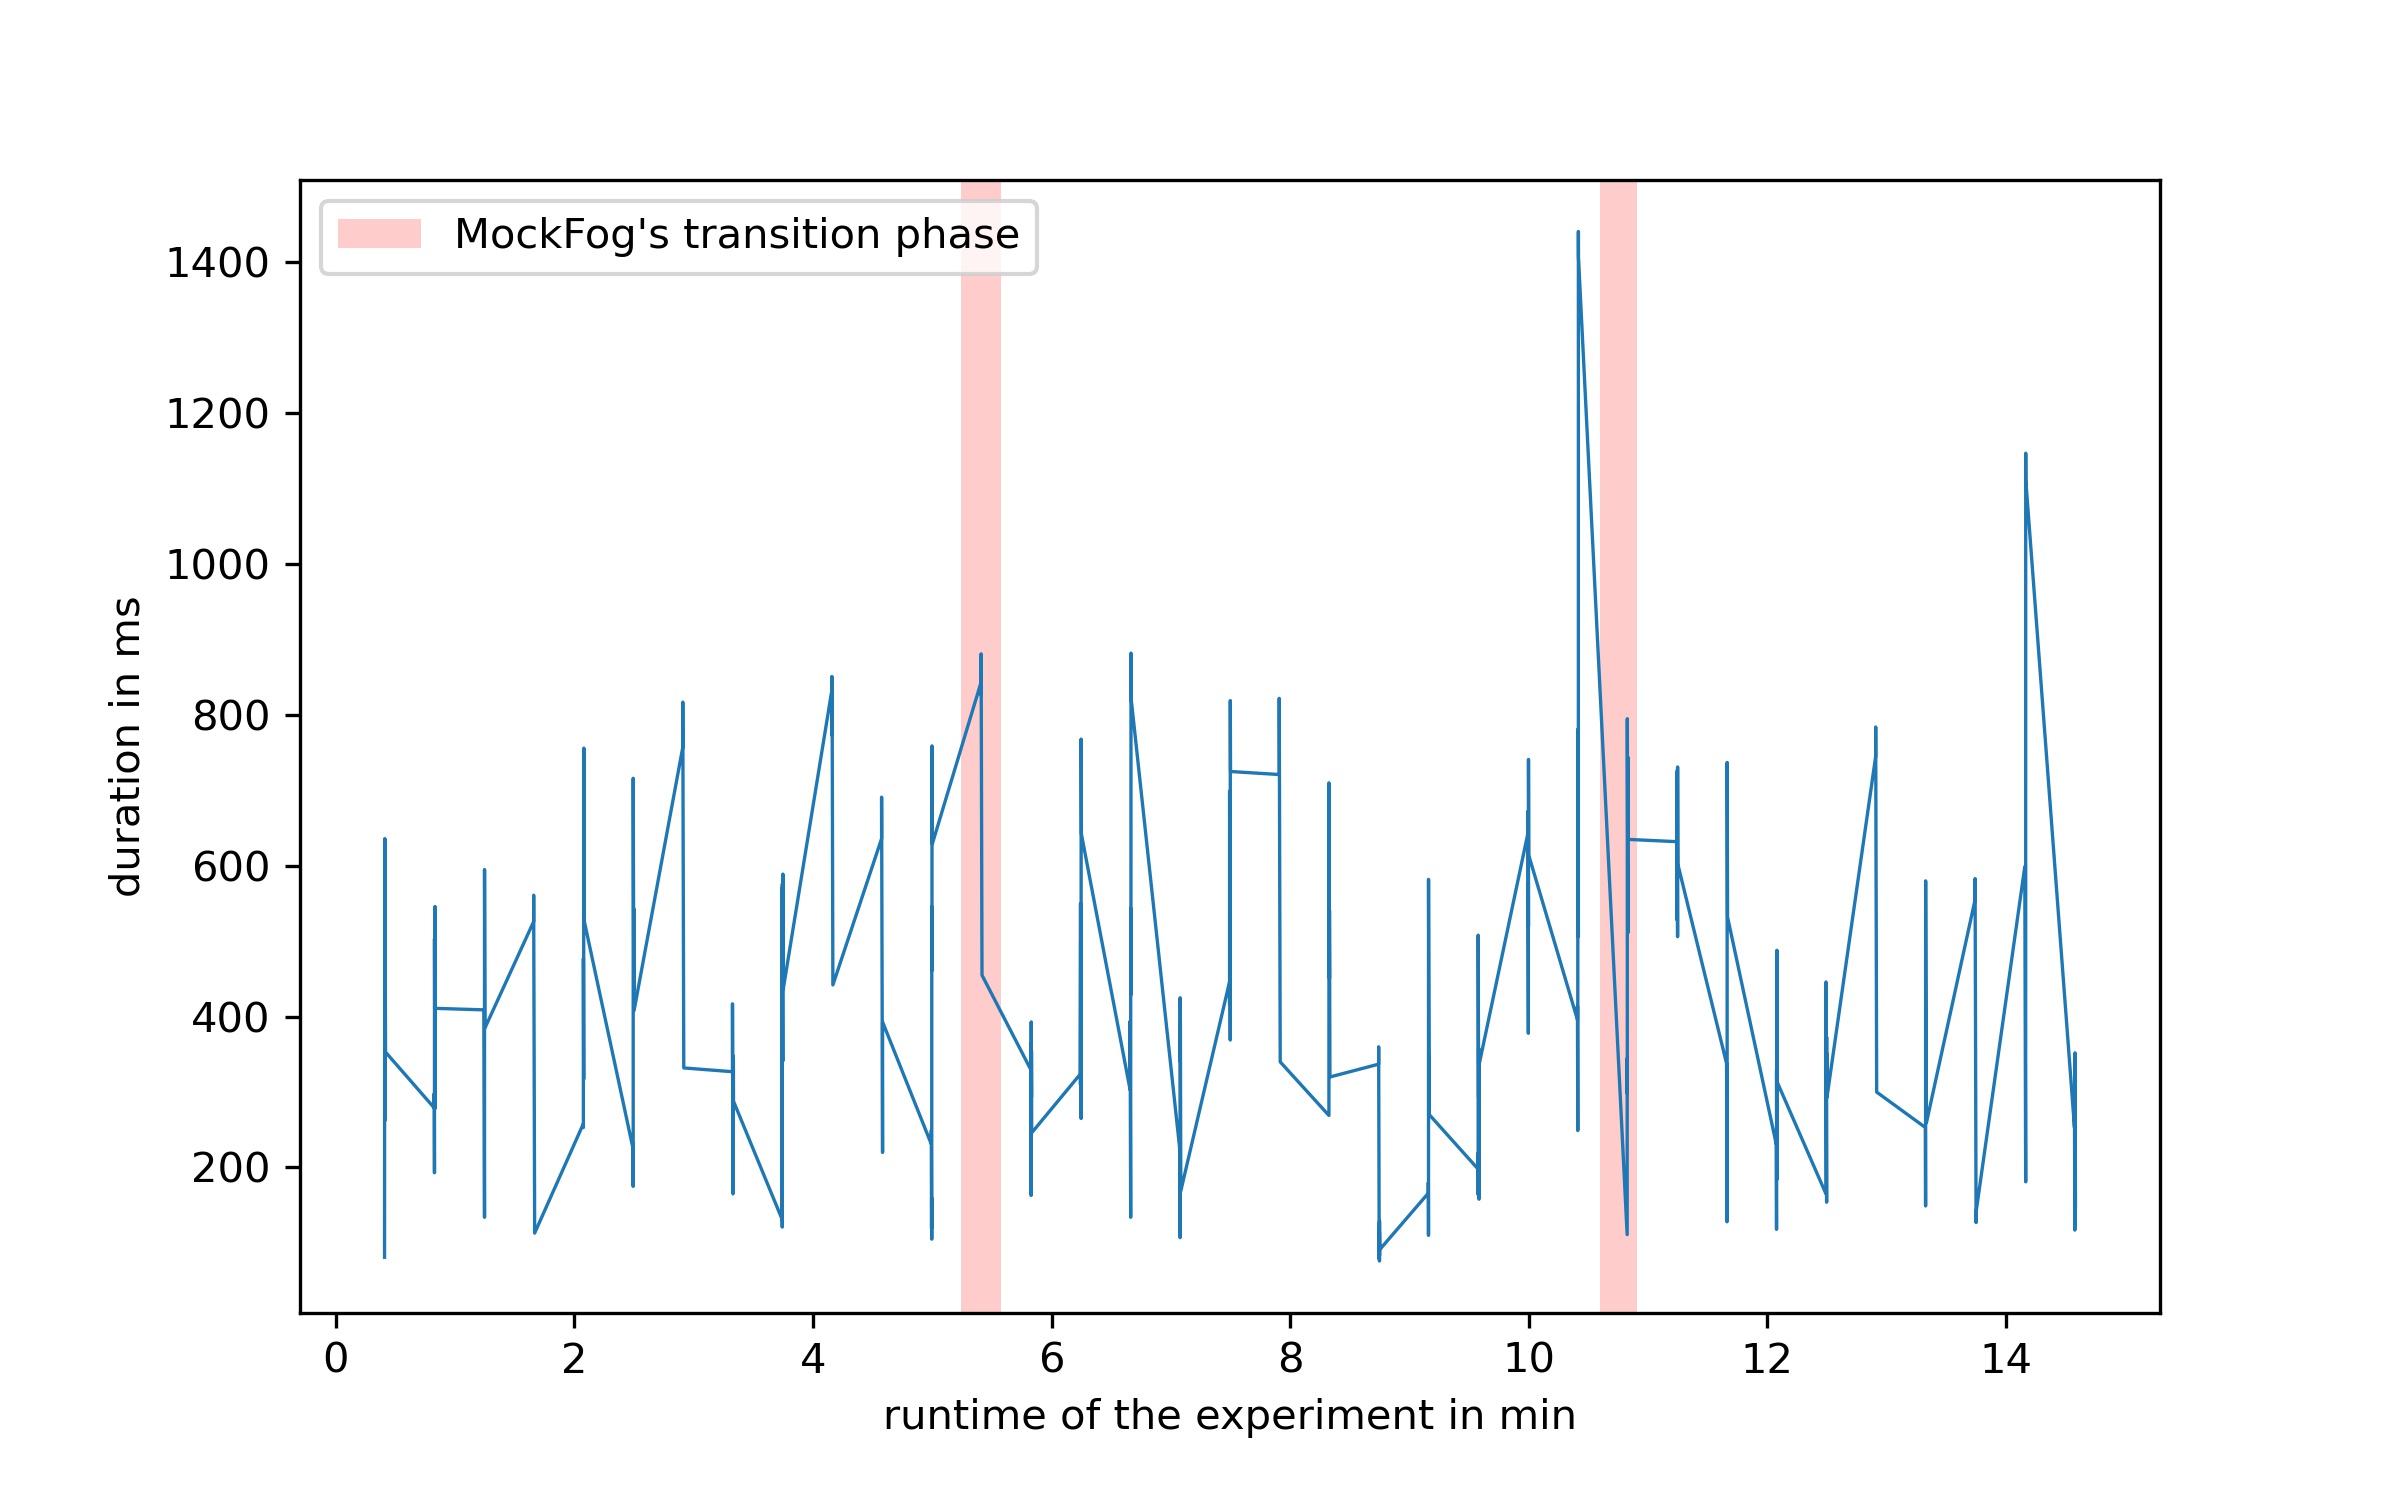 MockFog's transition phase
1400
1200
1000
800
600
400
200
duration in ms
0 2 4 6 8 10 12 14
runtime of the experiment in min